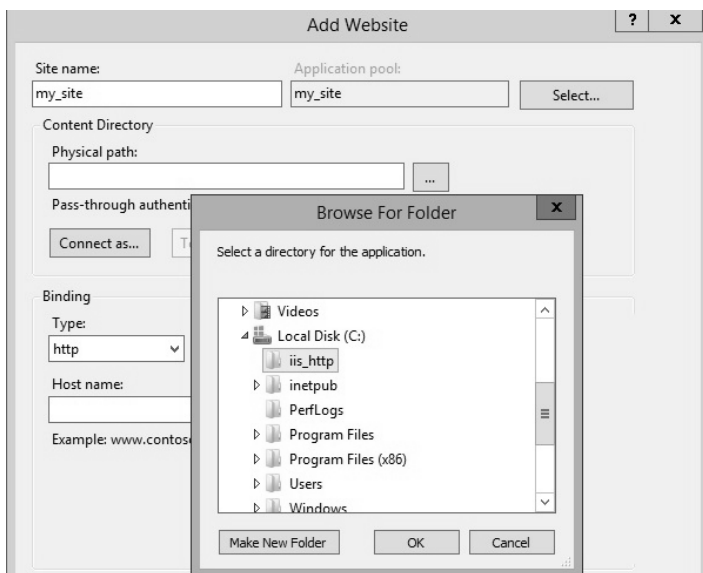 Add Website
? x
Site name:
Application pool:
my_site
my_site
Select...
Content Directory
Physical path:
...
Pass-through authenti
Connect as...
Browse For Folder
x
Select a directory for the application.
Videos
Local Disk (C:)
iis_http
inetpub
PerfLogs
Program Files
Program Files (x86)
Users
Windows
Make New Folder
OK
Cancel
Binding
Type:
http
Host name:
Example: www.contoso